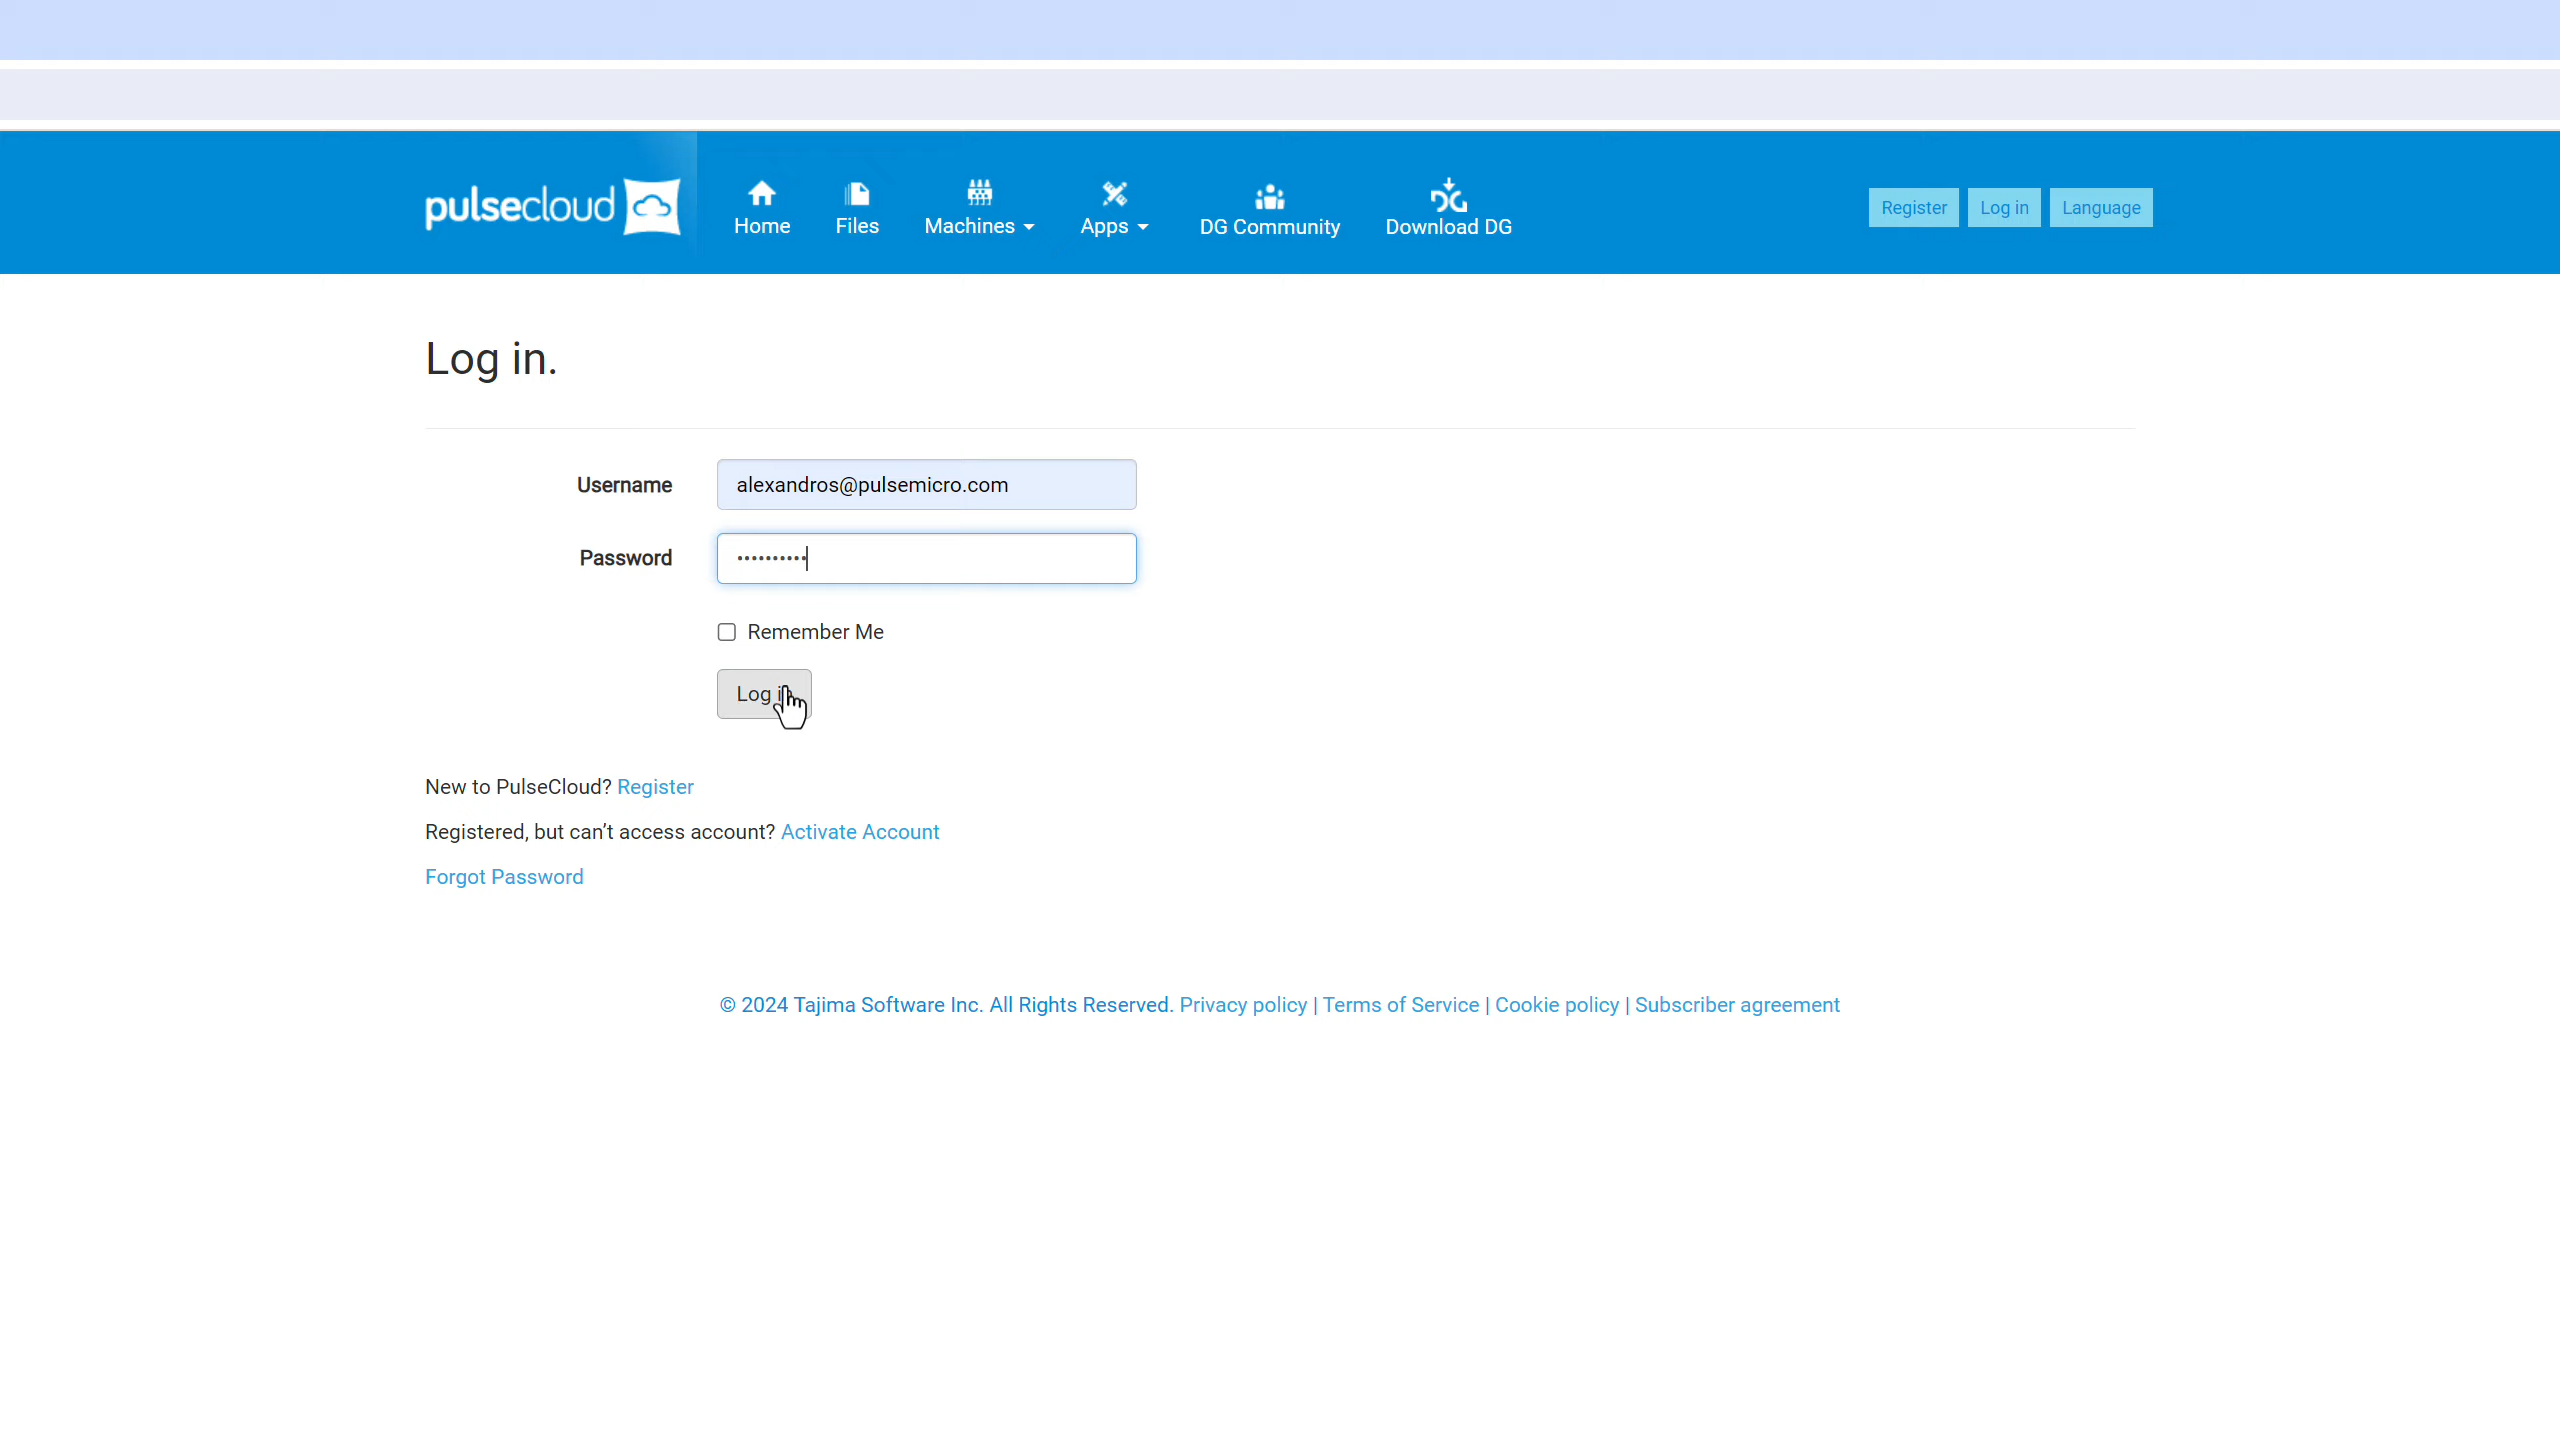 pulsecloud
Home Files Machines Apps DG Community Download DG
Register Log in Language
Log in.
Username alexandros@pulsemicro.com
Password ••••••••••
Remember Me
Log in
New to PulseCloud? Register
Registered, but can't access account? Activate Account
Forgot Password
© 2024 Tajima Software Inc. All Rights Reserved. Privacy policy | Terms of Service | Cookie policy | Subscriber agreement